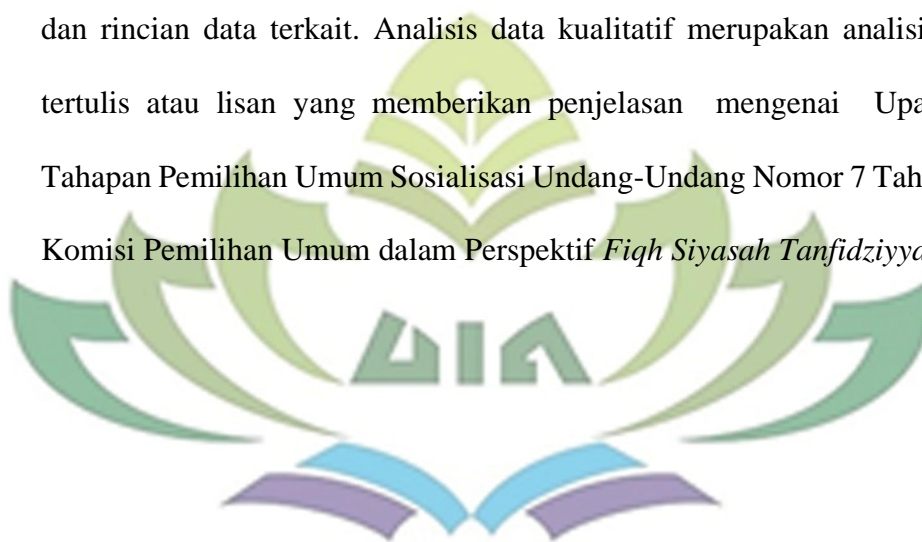 dan rincian data terkait. Analisis data kualitatif merupakan analisi
tertulis atau lisan yang memberikan penjelasan mengenai Upa
Tahapan Pemilihan Umum Sosialisasi Undang-Undang Nomor 7 Tah
Komisi Pemilihan Umum dalam Perspektif Fiqh Siyasah Tanfidziyya
UIN